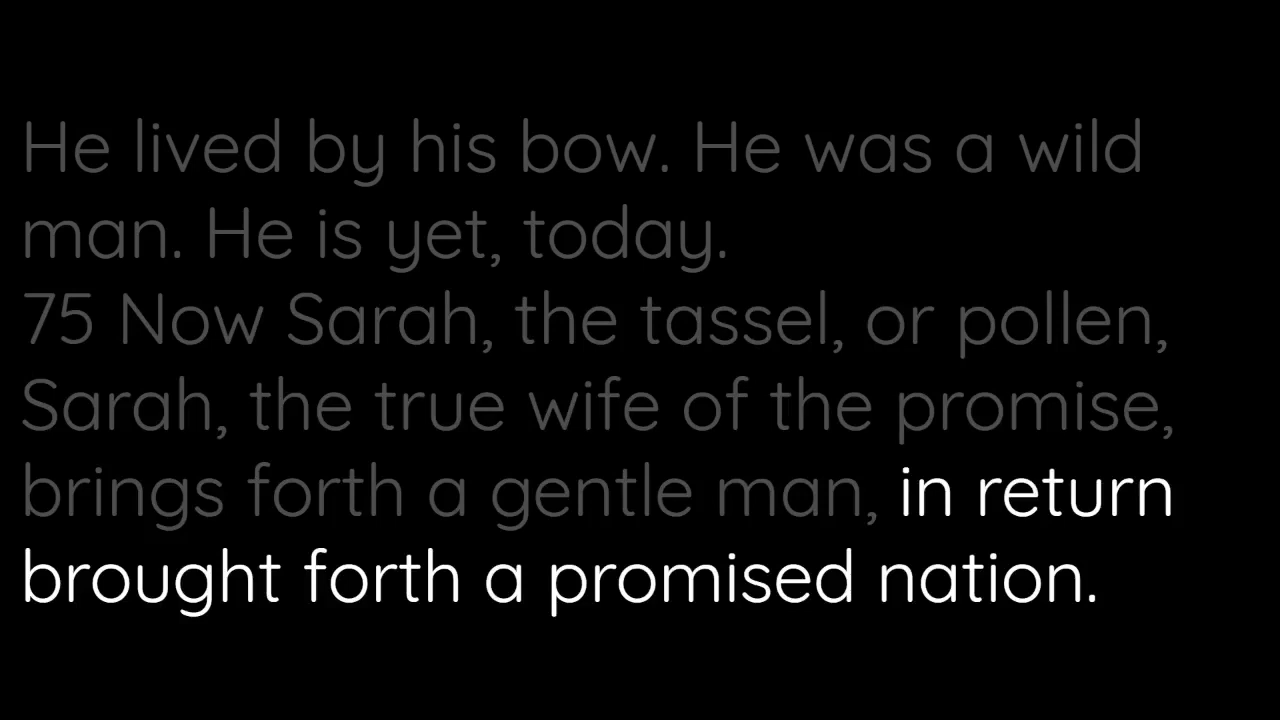 He lived by his bow. He was a wild
man. He is yet, today.
75 Now Sarah, the tassel, or pollen,
Sarah, the true wife of the promise,
brings forth a gentle man, in return
brought forth a promised nation.